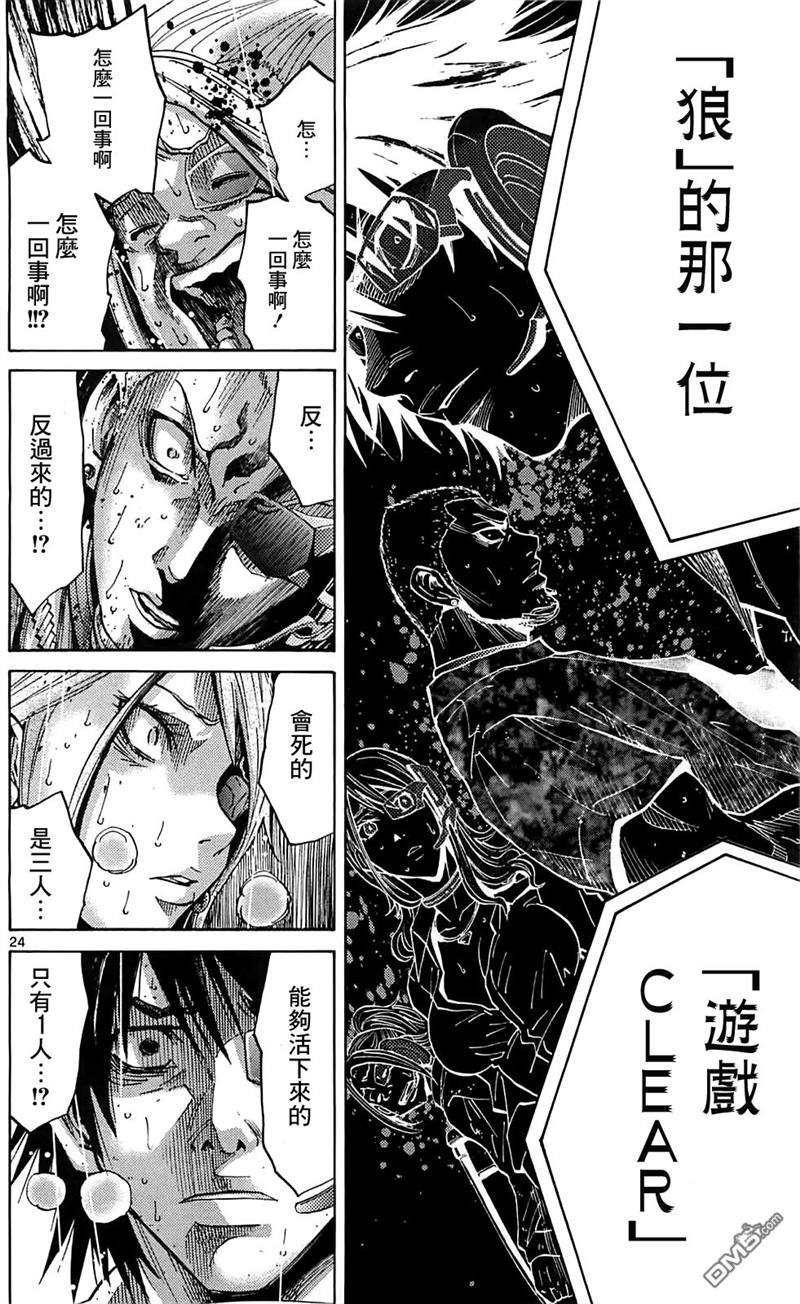 「狼」的那一位
「遊戲
CLEAR」
怎…
怎麼
一回事啊!
怎麼一回事啊
怎麼
一回事啊!!?
反…
反過來的…!?
會死的
是三人…
能夠活下來的
只有1人…!?
24
DM5.com